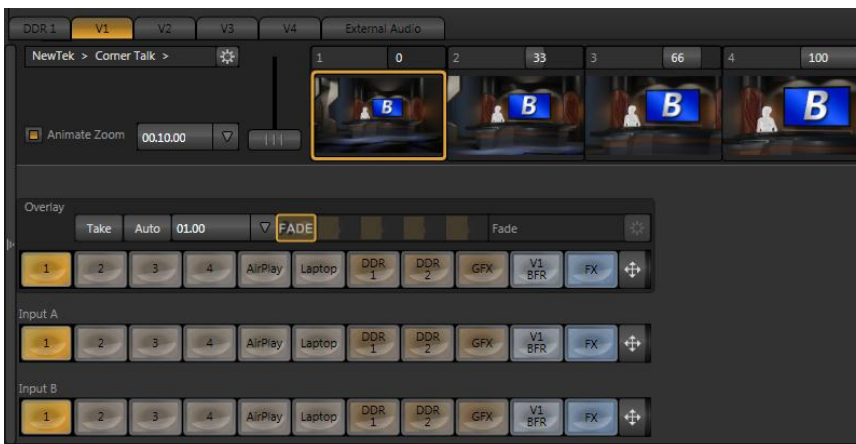 DDR 1 V1 V2 V3 V4 External Audio
NewTek > Corner Talk >
1 0 2 33 3 66 4 100
B B B B
Animate Zoom 00.10.00
Overlay
Take Auto 01.00 FADE Fade
1 2 3 4 AirPlay Laptop DDR 1 DDR 2 GFX V1 BFR FX
Input A
1 2 3 4 AirPlay Laptop DDR 1 DDR 2 GFX V1 BFR FX
Input B
1 2 3 4 AirPlay Laptop DDR 1 DDR 2 GFX V1 BFR FX